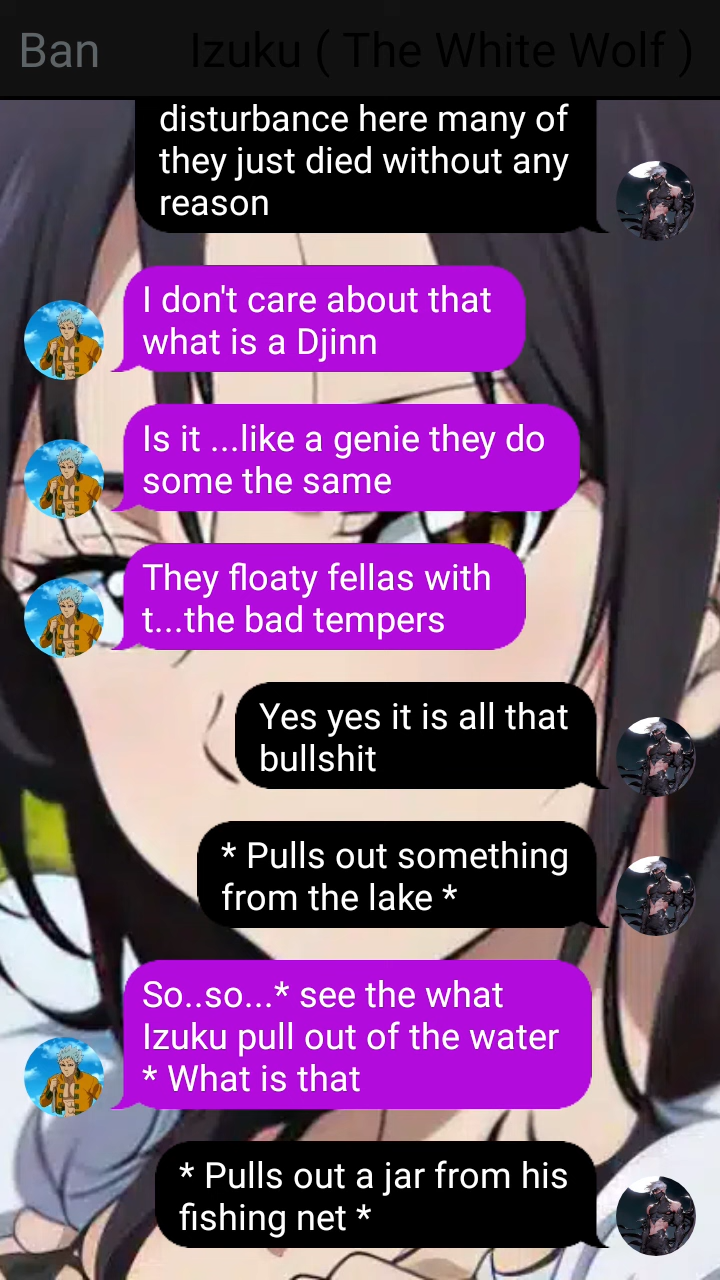 Ban Izuku ( The White Wolf )
disturbance here many of
they just died without any
reason
I don't care about that
what is a Djinn
Is it ...like a genie they do
some the same
They floaty fellas with
t...the bad tempers
Yes yes it is all that
bullshit
* Pulls out something
from the lake *
So..so...* see the what
Izuku pull out of the water
* What is that
* Pulls out a jar from his
fishing net *